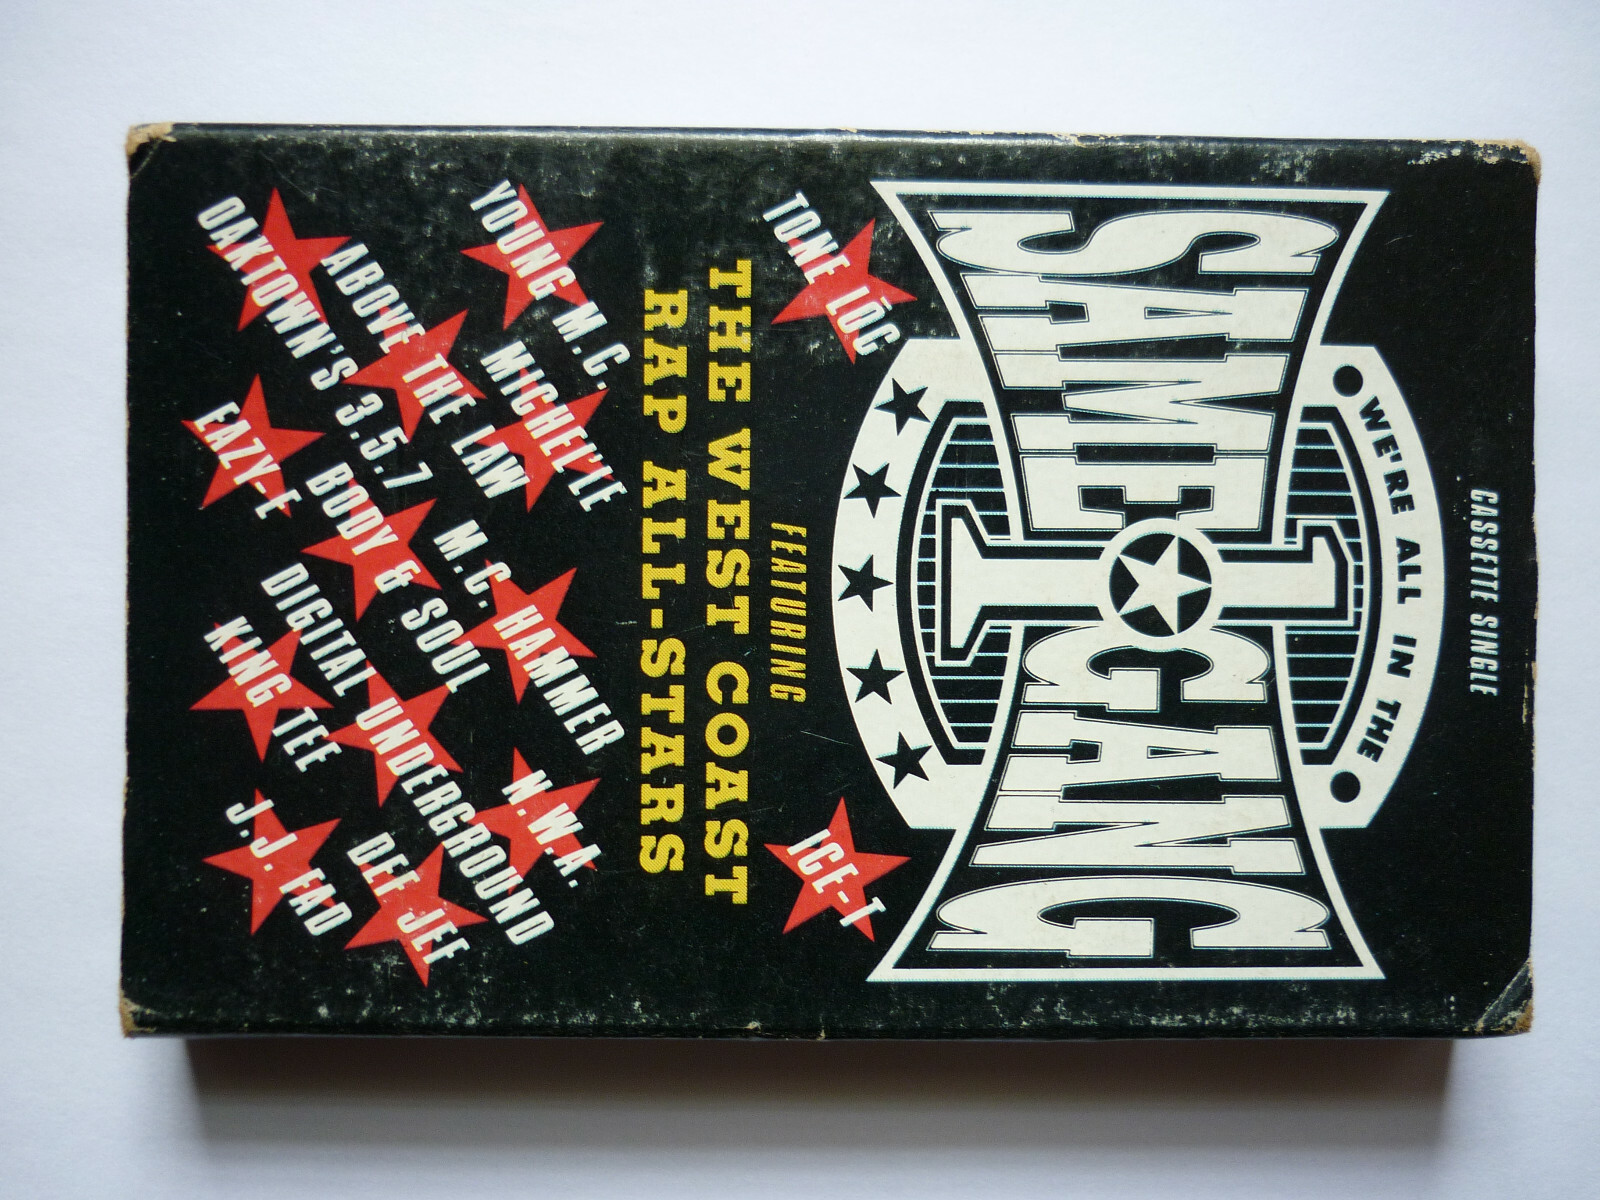 CASSETTE SINGLE
WE'RE ALL IN THE
SAME GANG
FEATURING
THE WEST COAST
RAP ALL-STARS
TONE LŌC
ICE-T
YOUNG M.C.
MICHEL'LE
M.C. HAMMER
N.W.A.
ABOVE THE LAW
BODY & SOUL
DIGITAL UNDERGROUND
DEF JEF
OAKTOWN'S 3.5.7
EAZY-E
KING TEE
J.J. FAD